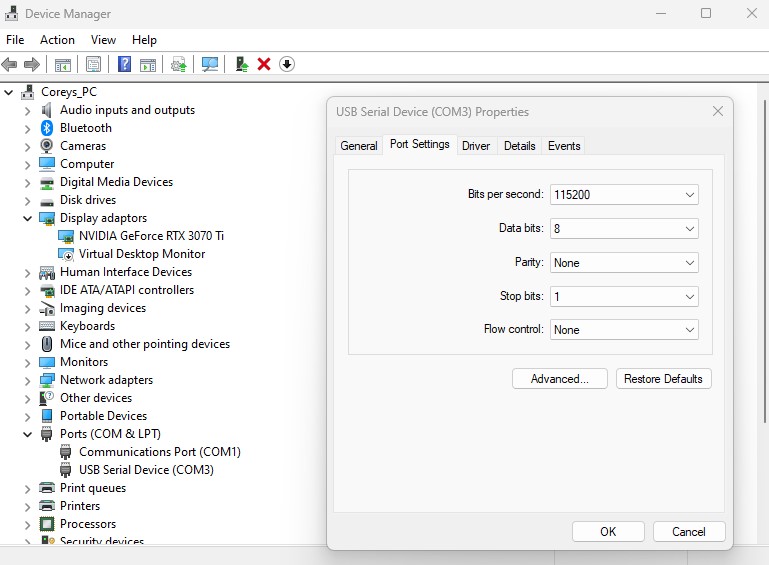 Device Manager
File Action View Help
Coreys_PC
Audio inputs and outputs
Bluetooth
Cameras
Computer
Digital Media Devices
Disk drives
Display adaptors
NVIDIA GeForce RTX 3070 Ti
Virtual Desktop Monitor
Human Interface Devices
IDE ATA/ATAPI controllers
Imaging devices
Keyboards
Mice and other pointing devices
Monitors
Network adapters
Other devices
Portable Devices
Ports (COM & LPT)
Communications Port (COM1)
USB Serial Device (COM3)
Print queues
Printers
Processors
Security devices
USB Serial Device (COM3) Properties
General Port Settings Driver Details Events
Bits per second: 115200
Data bits: 8
Parity: None
Stop bits: 1
Flow control: None
Advanced... Restore Defaults
OK Cancel